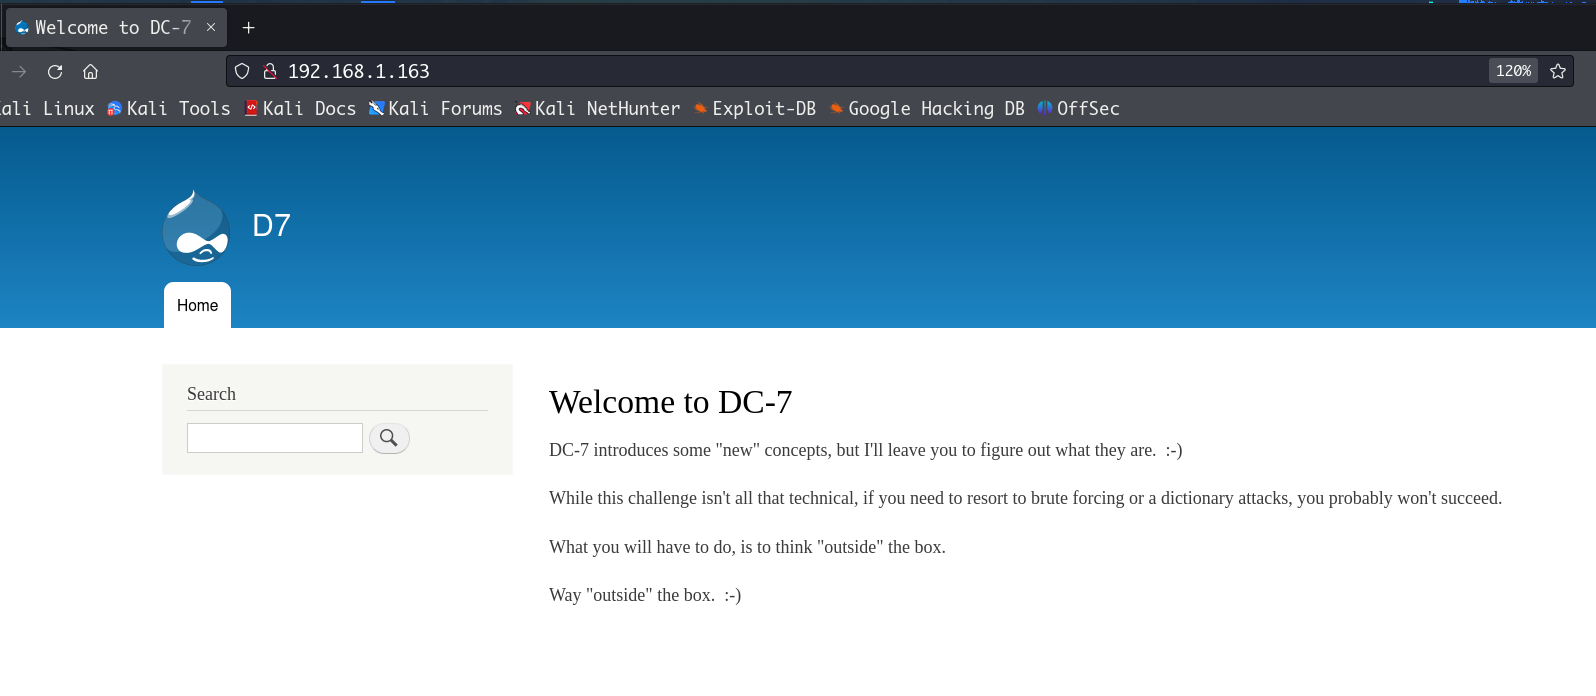 Welcome to DC-7
192.168.1.163
120%
ali Linux Kali Tools Kali Docs Kali Forums Kali NetHunter Exploit-DB Google Hacking DB OffSec
D7
Home
Search
Welcome to DC-7
DC-7 introduces some "new" concepts, but I'll leave you to figure out what they are.  :-)
While this challenge isn't all that technical, if you need to resort to brute forcing or a dictionary attacks, you probably won't succeed.
What you will have to do, is to think "outside" the box.
Way "outside" the box.  :-)